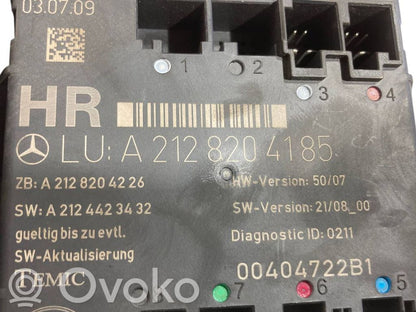 03.07.09
1 2
3 4
HR
LU: A 212 820 41 85
ZB: A 212 820 42 26
HW-Version: 50/07
SW: A 212 442 34 32
SW-Version: 21/08_00
gueltig bis zu evtl.
Diagnostic ID: 0211
SW-Aktualisierung
TEMIC
00404722B1
7 6 5
Ovoko